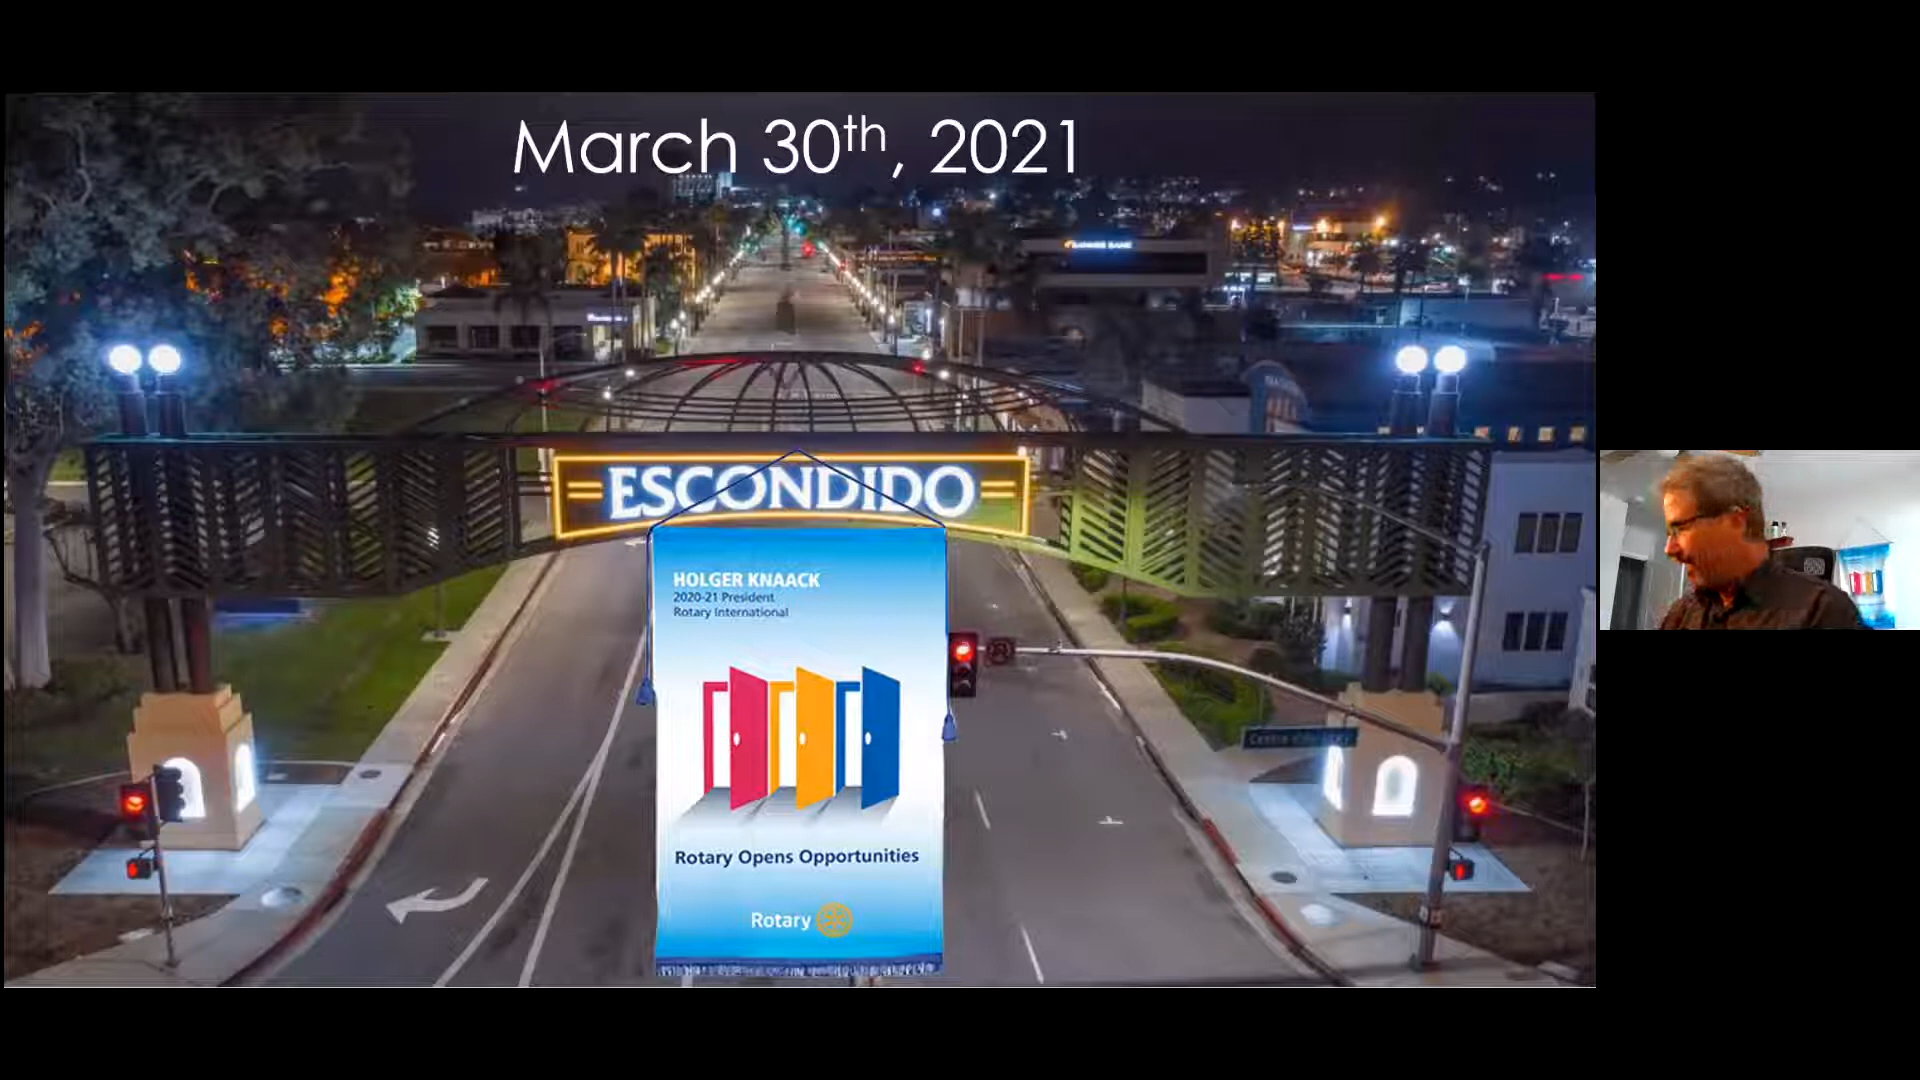 March 30th, 2021
ESCONDIDO
HOLGER KNAACK
2020-21 President
Rotary International
Rotary Opens Opportunities
Rotary